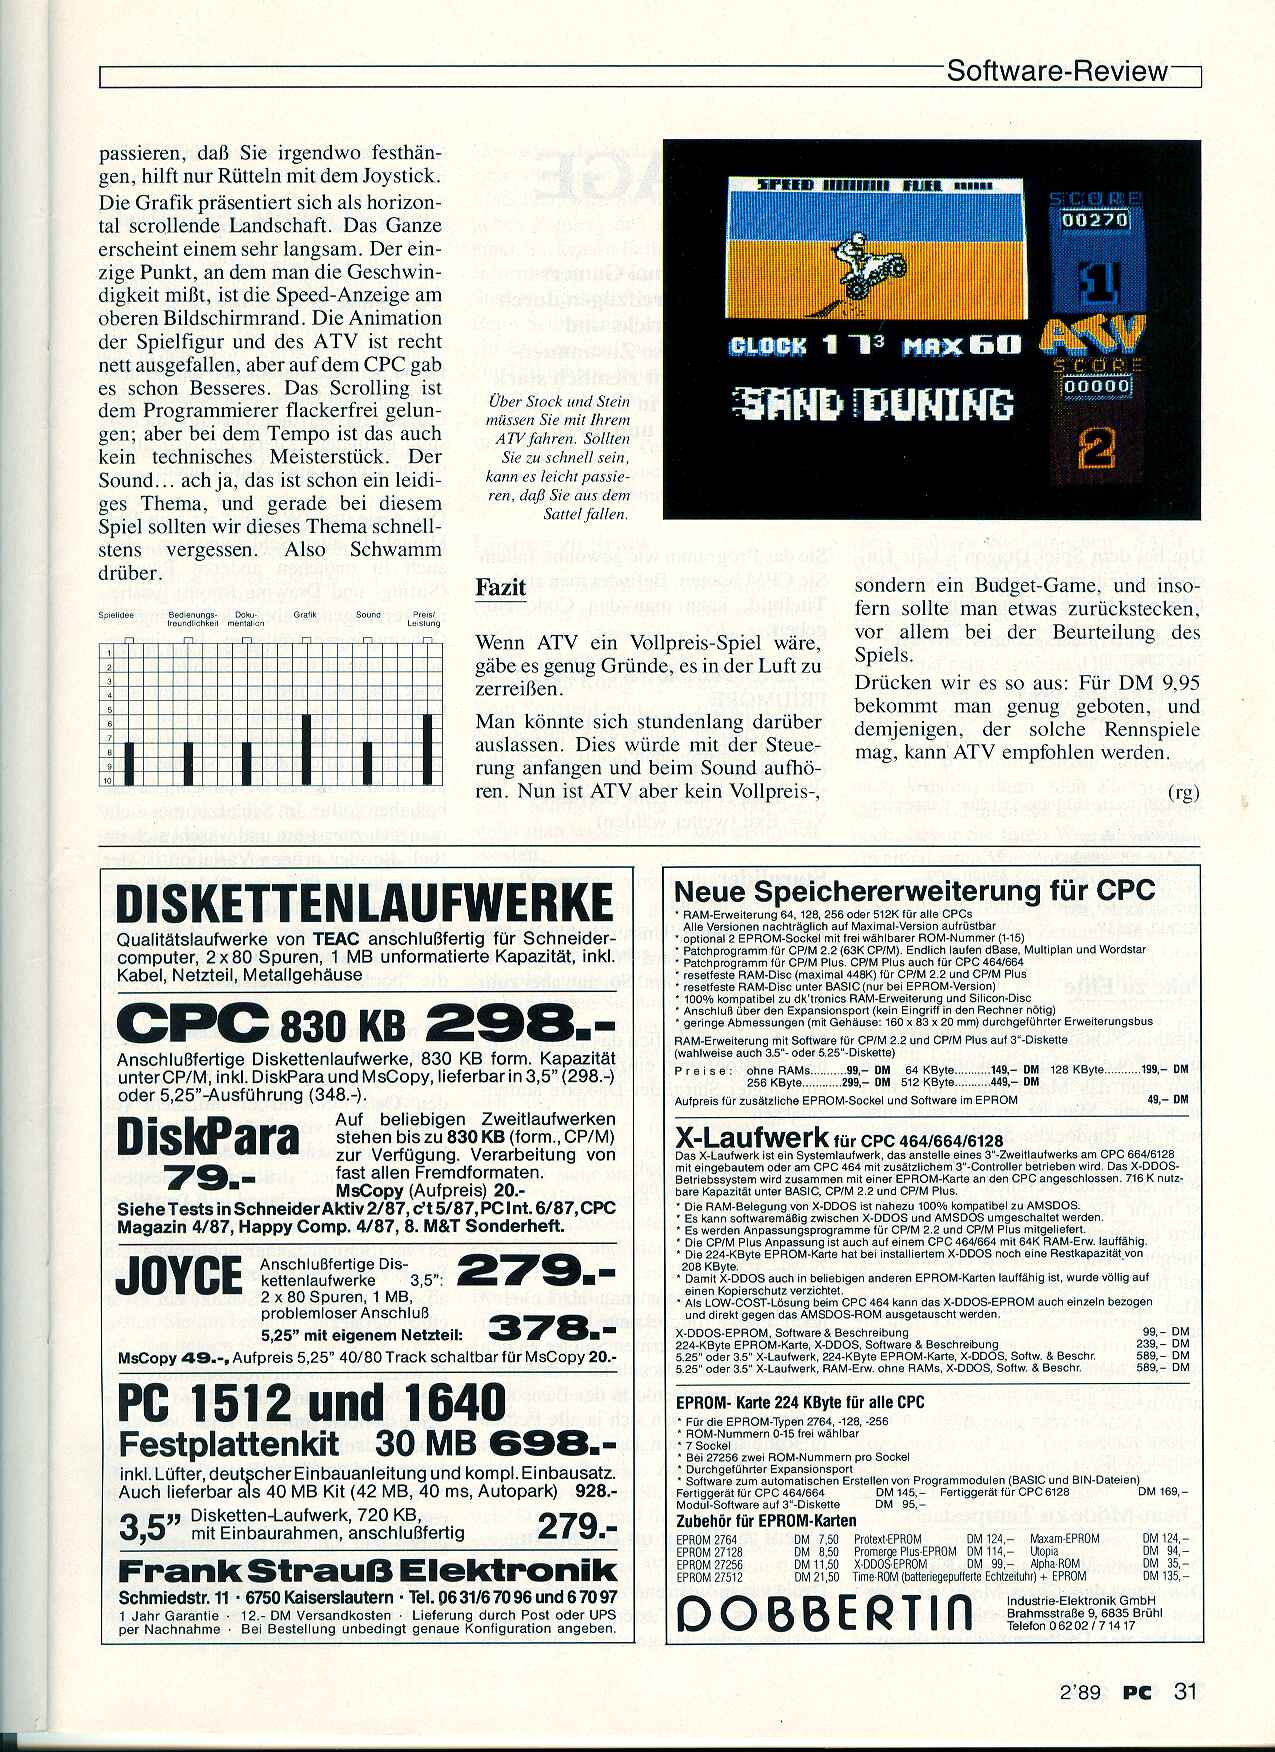 Software-Review
passieren, daß Sie irgendwo festhän-
gen, hilft nur Rütteln mit dem Joystick.
Die Grafik präsentiert sich als horizon-
tal scrollende Landschaft. Das Ganze
erscheint einem sehr langsam. Der ein-
zige Punkt, an dem man die Geschwin-
digkeit mißt, ist die Speed-Anzeige am
oberen Bildschirmrand. Die Animation
der Spielfigur und des ATV ist recht
nett ausgefallen, aber auf dem CPC gab
es schon Besseres. Das Scrolling ist
dem Programmierer flackerfrei gelun-
gen; aber bei dem Tempo ist das auch
kein technisches Meisterstück. Der
Sound... ach ja, das ist schon ein leidi-
ges Thema, und gerade bei diesem
Spiel sollten wir dieses Thema schnell-
stens vergessen. Also Schwamm
drüber.
Spielidee Bedienungs- Doku- Grafik Sound Preis/
freundlichkeit mentation Leistung
1
2
3
4
5
6
7
8
9
10
SPEED FUEL
SCORE
00270
1
ATV
CLOCK 17³ MAX 60
SCORE
00000
2
SAND DUNING
Über Stock und Stein
müssen Sie mit Ihrem
ATV fahren. Sollten
Sie zu schnell sein,
kann es leicht passie-
ren, daß Sie aus dem
Sattel fallen.
Fazit
Wenn ATV ein Vollpreis-Spiel wäre,
gäbe es genug Gründe, es in der Luft zu
zerreißen.
Man könnte sich stundenlang darüber
auslassen. Dies würde mit der Steue-
rung anfangen und beim Sound aufhö-
ren. Nun ist ATV aber kein Vollpreis-,
sondern ein Budget-Game, und inso-
fern sollte man etwas zurückstecken,
vor allem bei der Beurteilung des
Spiels.
Drücken wir es so aus: Für DM 9,95
bekommt man genug geboten, und
demjenigen, der solche Rennspiele
mag, kann ATV empfohlen werden.
(rg)
DISKETTENLAUFWERKE
Qualitätslaufwerke von TEAC anschlußfertig für Schneider-
computer, 2 x 80 Spuren, 1 MB unformatierte Kapazität, inkl.
Kabel, Netzteil, Metallgehäuse
CPC 830 KB 298.-
Anschlußfertige Diskettenlaufwerke, 830 KB form. Kapazität
unter CP/M, inkl. DiskPara und MsCopy, lieferbar in 3,5" (298.-)
oder 5,25"-Ausführung (348.-).
DiskPara
79.-
Auf beliebigen Zweitlaufwerken
stehen bis zu 830 KB (form., CP/M)
zur Verfügung. Verarbeitung von
fast allen Fremdformaten.
MsCopy (Aufpreis) 20.-
Siehe Tests in Schneider Aktiv 2/87, c't 5/87, PC Int. 6/87, CPC
Magazin 4/87, Happy Comp. 4/87, 8. M&T Sonderheft.
JOYCE
Anschlußfertige Dis-
kettenlaufwerke 3,5": 279.-
2 x 80 Spuren, 1 MB,
problemloser Anschluß
5,25" mit eigenem Netzteil: 378.-
MsCopy 49.-, Aufpreis 5,25" 40/80 Track schaltbar für MsCopy 20.-
PC 1512 und 1640
Festplattenkit 30 MB 698.-
inkl. Lüfter, deutscher Einbauanleitung und kompl. Einbausatz.
Auch lieferbar als 40 MB Kit (42 MB, 40 ms, Autopark) 928.-
3,5" Disketten-Laufwerk, 720 KB,
mit Einbaurahmen, anschlußfertig 279.-
Frank Strauß Elektronik
Schmiedstr. 11 · 6750 Kaiserslautern · Tel. 06 31/6 70 96 und 6 70 97
1 Jahr Garantie · 12.- DM Versandkosten · Lieferung durch Post oder UPS
per Nachnahme · Bei Bestellung unbedingt genaue Konfiguration angeben.
Neue Speichererweiterung für CPC
* RAM-Erweiterung 64, 128, 256 oder 512K für alle CPCs
Alle Versionen nachträglich auf Maximal-Version aufrüstbar
* optional 2 EPROM-Sockel mit frei wählbarer ROM-Nummer (1-15)
* Patchprogramm für CP/M 2.2 (63K CP/M). Endlich laufen dBase, Multiplan und Wordstar
* Patchprogramm für CP/M Plus. CP/M Plus auch für CPC 464/664
* resetfeste RAM-Disc (maximal 448K) für CP/M 2.2 und CP/M Plus
* resetfeste RAM-Disc unter BASIC (nur bei EPROM-Version)
* 100% kompatibel zu dk'tronics RAM-Erweiterung und Silicon-Disc
* Anschluß über den Expansionsport (kein Eingriff in den Rechner nötig)
* geringe Abmessungen (mit Gehäuse: 160 x 83 x 20 mm) durchgeführter Erweiterungsbus
RAM-Erweiterung mit Software für CP/M 2.2 und CP/M Plus auf 3"-Diskette
(wahlweise auch 3.5"- oder 5.25"-Diskette)
Preise: ohne RAMs..........99,– DM 64 KByte..........149,– DM 128 KByte..........199,– DM
256 KByte...........299,– DM 512 KByte...........449,– DM
Aufpreis für zusätzliche EPROM-Sockel und Software im EPROM 49,– DM
X-Laufwerk für CPC 464/664/6128
Das X-Laufwerk ist ein Systemlaufwerk, das anstelle eines 3"-Zweitlaufwerks am CPC 664/6128
mit eingebautem oder am CPC 464 mit zusätzlichem 3"-Controller betrieben wird. Das X-DDOS-
Betriebssystem wird zusammen mit einer EPROM-Karte an den CPC angeschlossen. 716 K nutz-
bare Kapazität unter BASIC, CP/M 2.2 und CP/M Plus.
* Die RAM-Belegung von X-DDOS ist nahezu 100% kompatibel zu AMSDOS.
* Es kann softwaremäßig zwischen X-DDOS und AMSDOS umgeschaltet werden.
* Es werden Anpassungsprogramme für CP/M 2.2 und CP/M Plus mitgeliefert.
* Die CP/M Plus Anpassung ist auch auf einem CPC 464/664 mit 64K RAM-Erw. lauffähig.
* Die 224-KByte EPROM-Karte hat bei installiertem X-DDOS noch eine Restkapazität von
208 KByte.
* Damit X-DDOS auch in beliebigen anderen EPROM-Karten lauffähig ist, wurde völlig auf
einen Kopierschutz verzichtet.
* Als LOW-COST-Lösung beim CPC 464 kann das X-DDOS-EPROM auch einzeln bezogen
und direkt gegen das AMSDOS-ROM ausgetauscht werden.
X-DDOS-EPROM, Software & Beschreibung 99,– DM
224-KByte EPROM-Karte, X-DDOS, Software & Beschreibung 239,– DM
5.25" oder 3.5" X-Laufwerk, 224-KByte EPROM-Karte, X-DDOS, Softw. & Beschr. 589,– DM
5.25" oder 3.5" X-Laufwerk, RAM-Erw. ohne RAMs, X-DDOS, Softw. & Beschr. 589,– DM
EPROM- Karte 224 KByte für alle CPC
* Für die EPROM-Typen 2764, -128, -256
* ROM-Nummern 0-15 frei wählbar
* 7 Sockel
* Bei 27256 zwei ROM-Nummern pro Sockel
* Durchgeführter Expansionsport
* Software zum automatischen Erstellen von Programmodulen (BASIC und BIN-Dateien)
Fertiggerät für CPC 464/664 DM 145,– Fertiggerät für CPC 6128 DM 169,–
Modul-Software auf 3"-Diskette DM 95,–
Zubehör für EPROM-Karten
EPROM 2764 DM 7,50 Protext-EPROM DM 124,– Maxam-EPROM DM 124,–
EPROM 27128 DM 8,50 Promerge Plus-EPROM DM 114,– Utopia DM 94,–
EPROM 27256 DM 11,50 X-DDOS-EPROM DM 99,– Alpha-ROM DM 35,–
EPROM 27512 DM 21,50 Time-ROM (batteriegepufferte Echtzeituhr) + EPROM DM 135,–
DOBBERTIN
Industrie-Elektronik GmbH
Brahmsstraße 9, 6835 Brühl
Telefon 0 62 02 / 7 14 17
2'89 PC 31